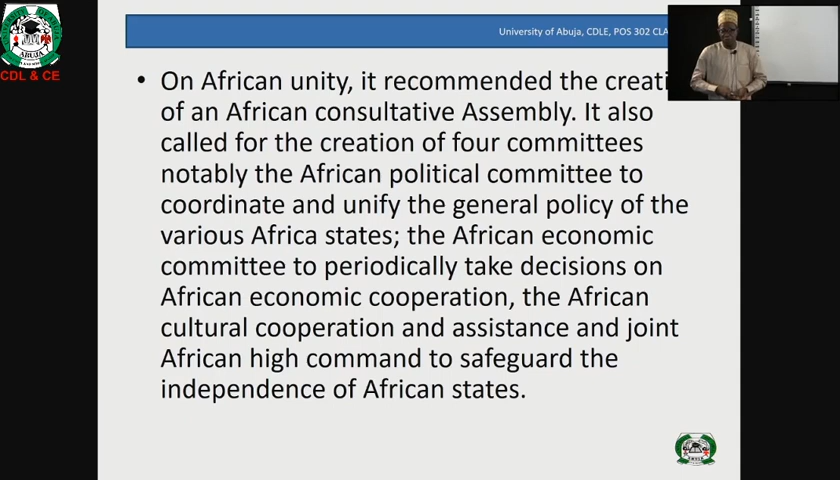 University of Abuja, CDLE, POS 302
ABUJA
CDL & CE
• On African unity, it recommended the
of an African consultative Assembly. It also
called for the creation of four committees
notably the African political committee to
coordinate and unify the general policy of the
various Africa states; the African economic
committee to periodically take decisions on
African economic cooperation, the African
cultural cooperation and assistance and joint
African high command to safeguard the
independence of African states.